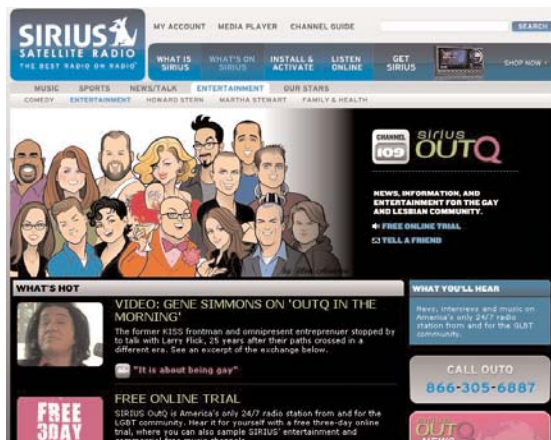 SIRIUS
SATELLITE RADIO
THE BEST RADIO ON RADIO
MY ACCOUNT MEDIA PLAYER CHANNEL GUIDE
SEARCH
WHAT IS SIRIUS
WHAT'S ON SIRIUS
INSTALL & ACTIVATE
LISTEN ONLINE
GET SIRIUS
SHOP NOW
MUSIC SPORTS NEWS/TALK ENTERTAINMENT OUR STARS
COMEDY ENTERTAINMENT HOWARD STERN MARTHA STEWART FAMILY & HEALTH
CHANNEL
109
sirius
OUTQ
NEWS, INFORMATION, AND
ENTERTAINMENT FOR THE GAY
AND LESBIAN COMMUNITY.
FREE ONLINE TRIAL
TELL A FRIEND
WHAT'S HOT
VIDEO: GENE SIMMONS ON 'OUTQ IN THE
MORNING'
The former KISS frontman and omnipresent entreprenuer stopped by
to talk with Larry Flick, 25 years after their paths crossed in a
different era. See an excerpt of the exchange below.
"It is about being gay"
FREE
3DAY
FREE ONLINE TRIAL
SIRIUS OutQ is America's only 24/7 radio station from and for the
LGBT community. Hear it for yourself with a free three-day online
trial, where you can also sample SIRIUS' entertainment and
commercial free music channels.
WHAT YOU'LL HEAR
News, interviews and music on
America's only 24/7 radio
station from and for the GLBT
community.
CALL OUTQ
866-305-6887
OUTQ
NEWS